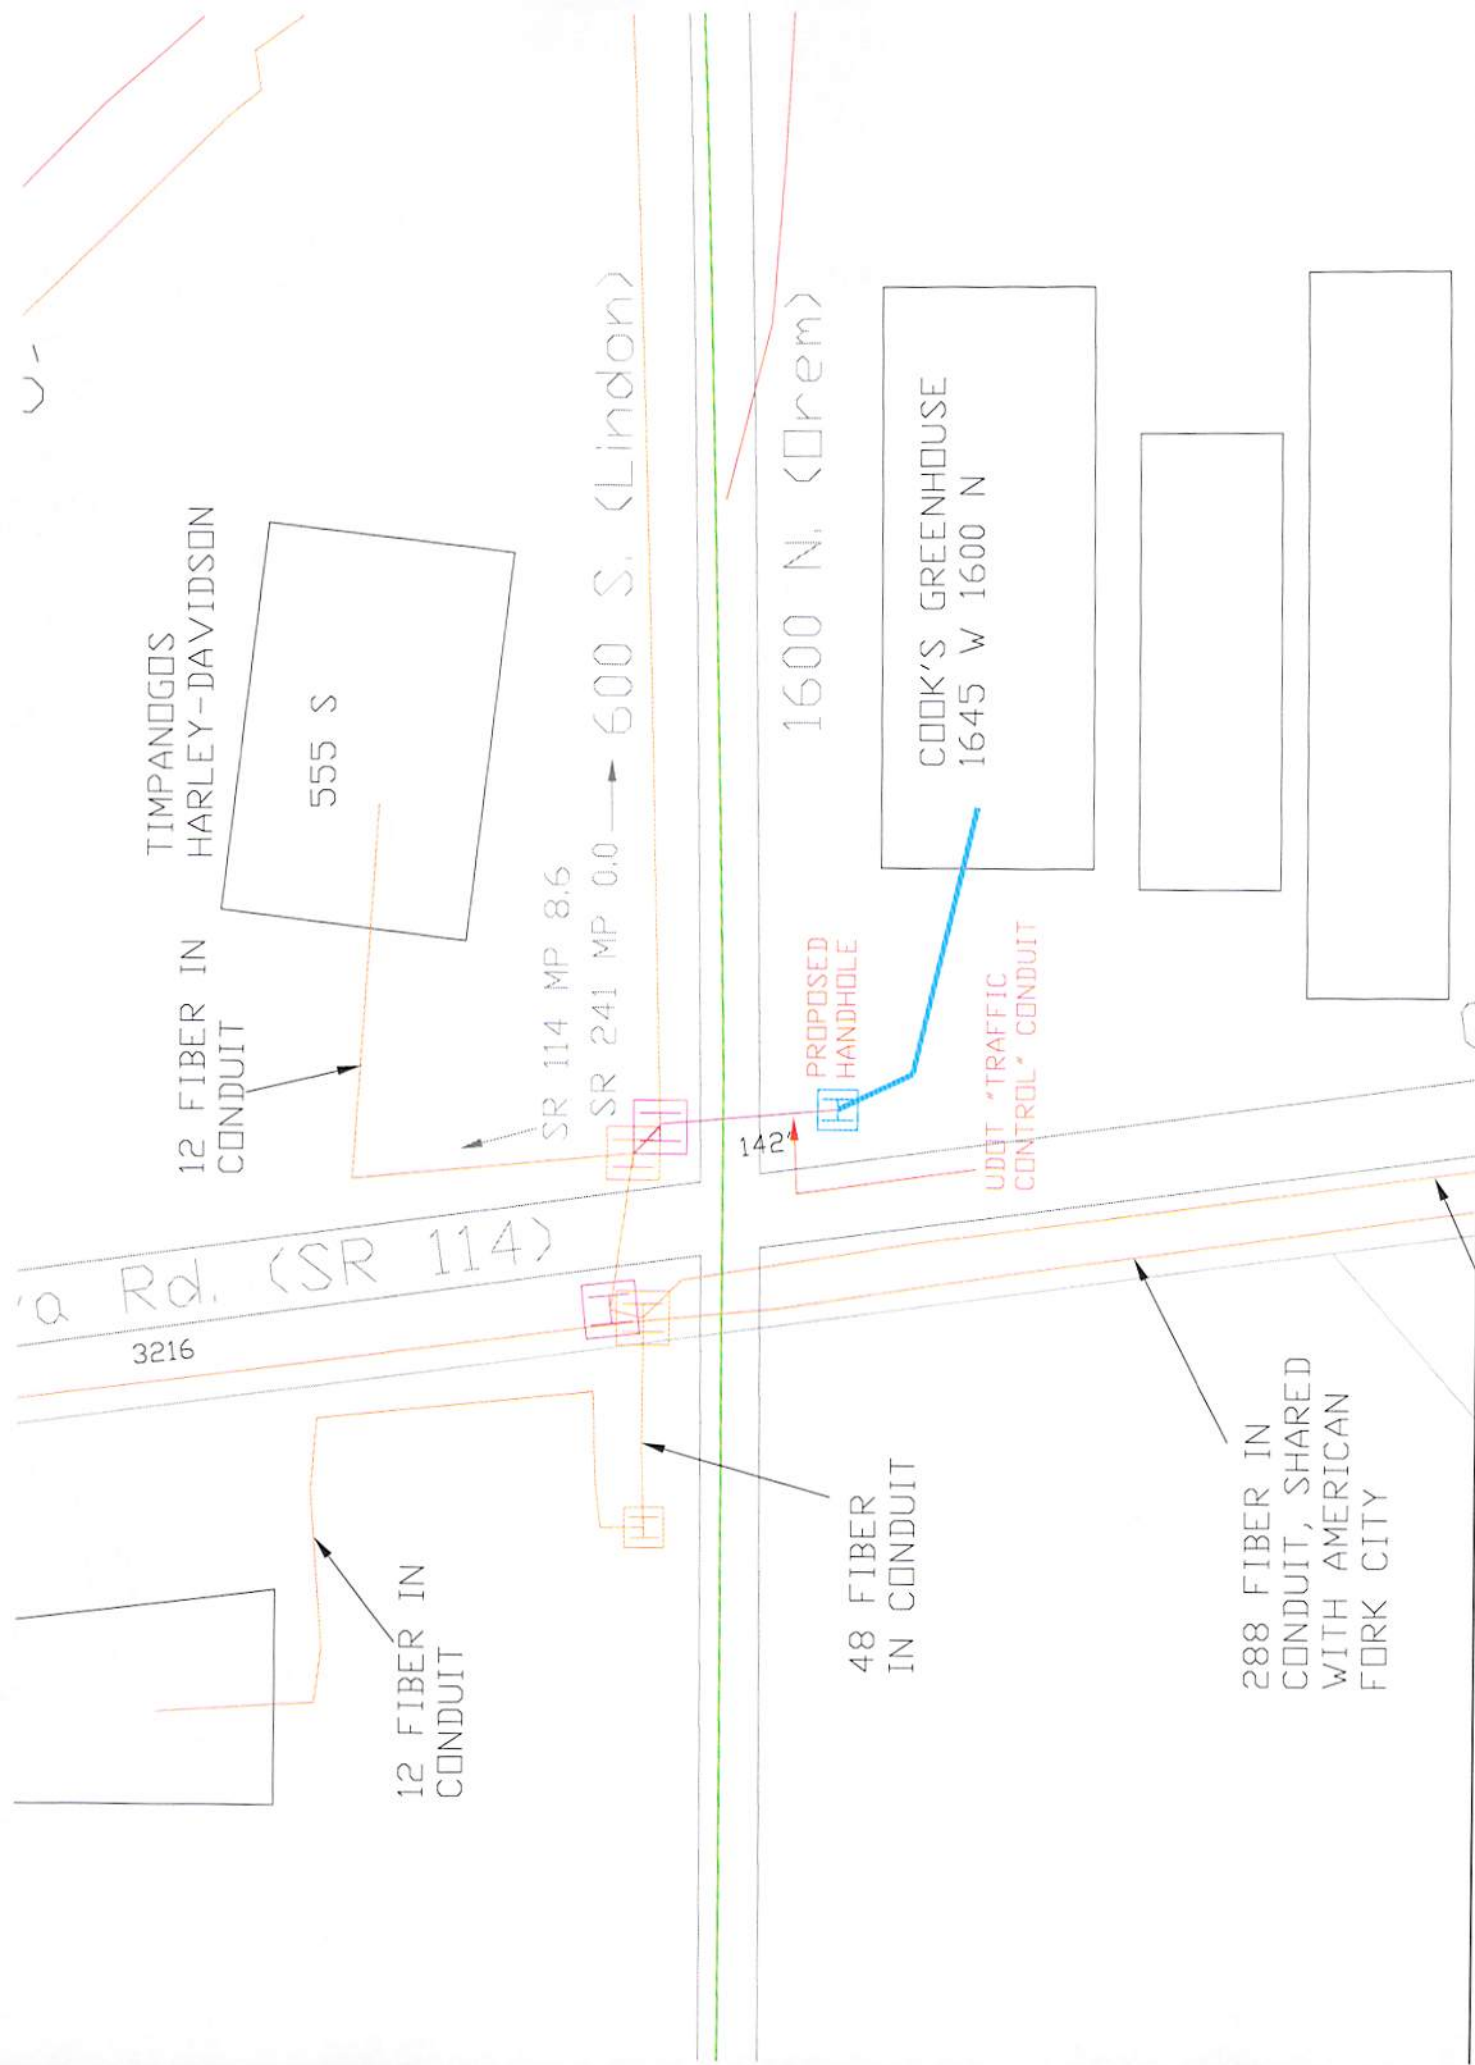 TIMPANOGOS
HARLEY-DAVIDSON
555 S
12 FIBER IN
CONDUIT
SR 114 MP 8.6
SR 241 MP 0.0
600 S. (Lindon)
1600 N. (Orem)
COOK'S GREENHOUSE
1645 W 1600 N
PROPOSED
HANDHOLE
UDOT "TRAFFIC
CONTROL" CONDUIT
142'
H
H
H
H
H
H
Rd. (SR 114)
3216
12 FIBER IN
CONDUIT
48 FIBER
IN CONDUIT
288 FIBER IN
CONDUIT, SHARED
WITH AMERICAN
FORK CITY